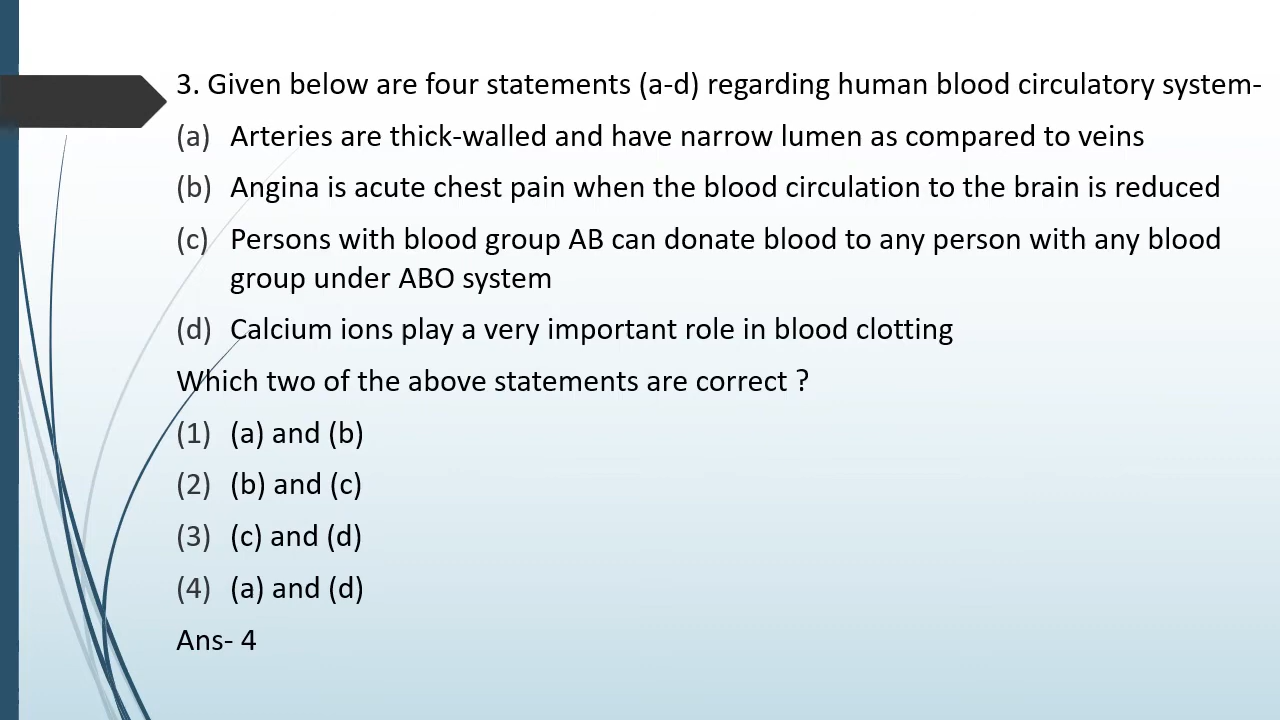 3. Given below are four statements (a-d) regarding human blood circulatory system-
(a) Arteries are thick-walled and have narrow lumen as compared to veins
(b) Angina is acute chest pain when the blood circulation to the brain is reduced
(c) Persons with blood group AB can donate blood to any person with any blood
group under ABO system
(d) Calcium ions play a very important role in blood clotting
Which two of the above statements are correct ?
(1) (a) and (b)
(2) (b) and (c)
(3) (c) and (d)
(4) (a) and (d)
Ans- 4